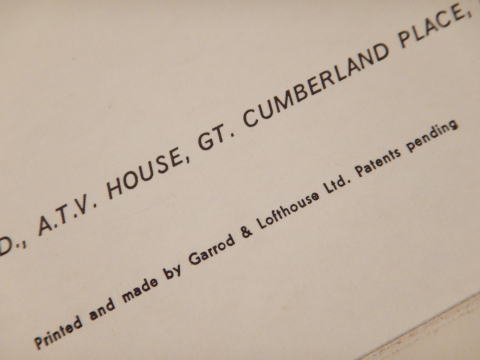 D., A.T.V. HOUSE, GT. CUMBERLAND PLACE,
Printed and made by Garrod & Lofthouse Ltd. Patents pending